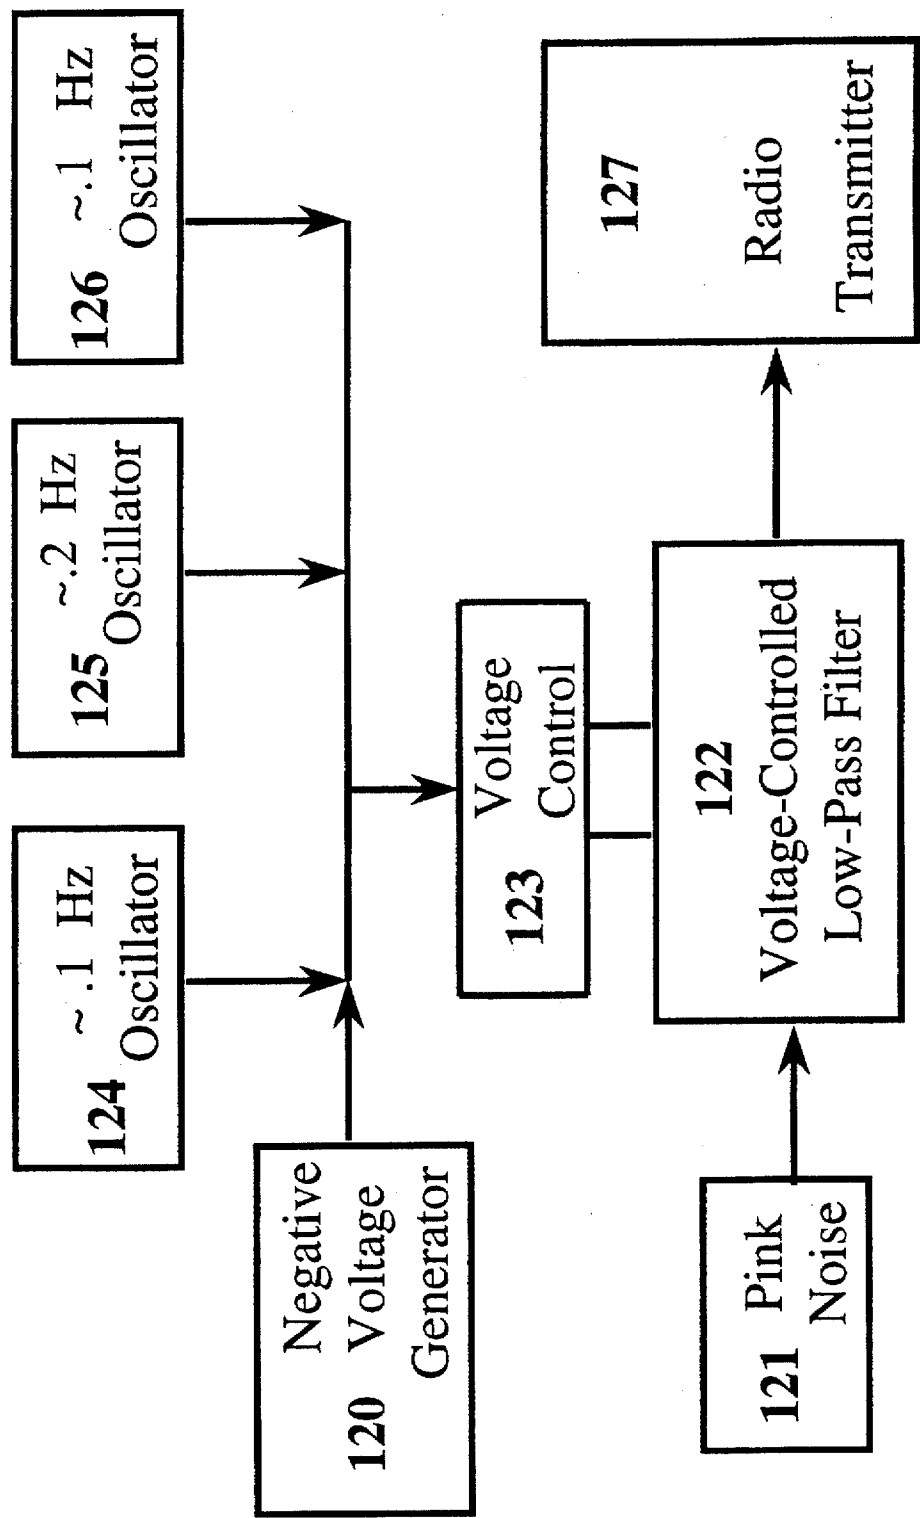 124 ~.1 Hz
Oscillator
125 ~.2 Hz
Oscillator
126 ~.1 Hz
Oscillator
Negative
120 Voltage
Generator
123 Voltage
Control
121 Pink
Noise
122
Voltage-Controlled
Low-Pass Filter
127
Radio
Transmitter